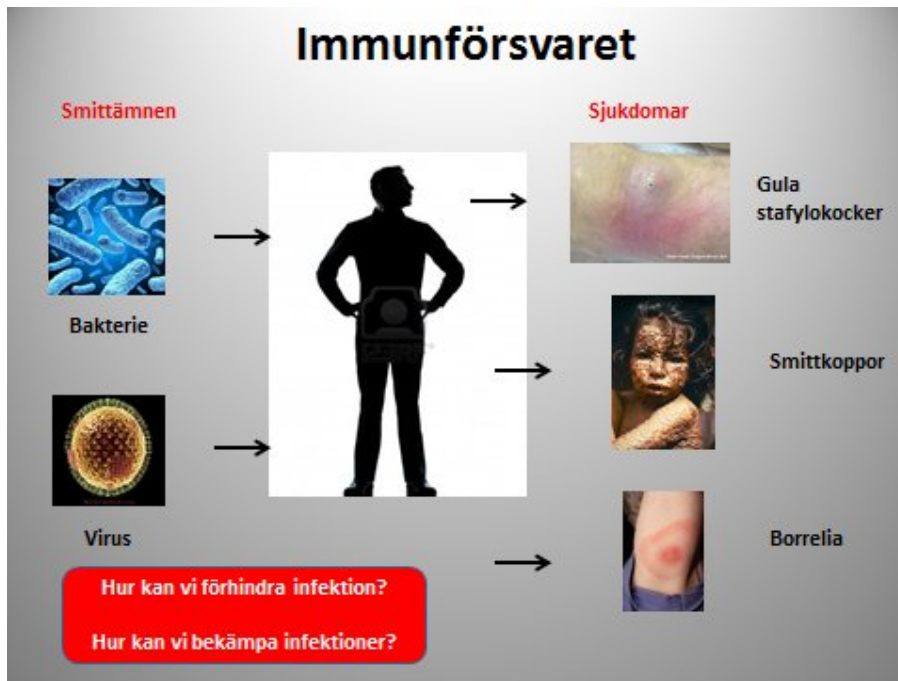 Immunförsvaret
Smittämnen
Sjukdomar
Gula
stafylokocker
Bakterie
Smittkoppor
Virus
Borrelia
Hur kan vi förhindra infektion?
Hur kan vi bekämpa infektioner?